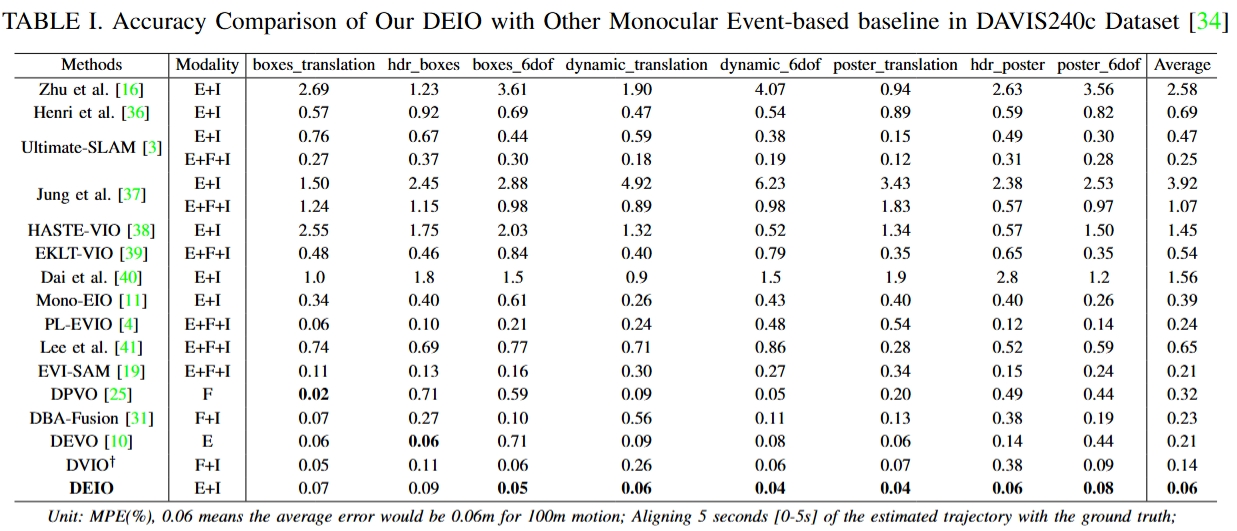 TABLE I. Accuracy Comparison of Our DEIO with Other Monocular Event-based baseline in DAVIS240c Dataset [34]
Methods Modality boxes_translation hdr_boxes boxes_6dof dynamic_translation dynamic_6dof poster_translation hdr_poster poster_6dof Average
Zhu et al. [16] E+I 2.69 1.23 3.61 1.90 4.07 0.94 2.63 3.56 2.58
Henri et al. [36] E+I 0.57 0.92 0.69 0.47 0.54 0.89 0.59 0.82 0.69
Ultimate-SLAM [3] E+I 0.76 0.67 0.44 0.59 0.38 0.15 0.49 0.30 0.47
E+F+I 0.27 0.37 0.30 0.18 0.19 0.12 0.31 0.28 0.25
Jung et al. [37] E+I 1.50 2.45 2.88 4.92 6.23 3.43 2.38 2.53 3.92
E+F+I 1.24 1.15 0.98 0.89 0.98 1.83 0.57 0.97 1.07
HASTE-VIO [38] E+I 2.55 1.75 2.03 1.32 0.52 1.34 0.57 1.50 1.45
EKLT-VIO [39] E+F+I 0.48 0.46 0.84 0.40 0.79 0.35 0.65 0.35 0.54
Dai et al. [40] E+I 1.0 1.8 1.5 0.9 1.5 1.9 2.8 1.2 1.56
Mono-EIO [11] E+I 0.34 0.40 0.61 0.26 0.43 0.40 0.40 0.26 0.39
PL-EVIO [4] E+F+I 0.06 0.10 0.21 0.24 0.48 0.54 0.12 0.14 0.24
Lee et al. [41] E+F+I 0.74 0.69 0.77 0.71 0.86 0.28 0.52 0.59 0.65
EVI-SAM [19] E+F+I 0.11 0.13 0.16 0.30 0.27 0.34 0.15 0.24 0.21
DPVO [25] F 0.02 0.71 0.59 0.09 0.05 0.20 0.49 0.44 0.32
DBA-Fusion [31] F+I 0.07 0.27 0.10 0.56 0.11 0.13 0.38 0.19 0.23
DEVO [10] E 0.06 0.06 0.71 0.09 0.08 0.06 0.14 0.44 0.21
DVIO† F+I 0.05 0.11 0.06 0.26 0.06 0.07 0.38 0.09 0.14
DEIO E+I 0.07 0.09 0.05 0.06 0.04 0.04 0.06 0.08 0.06
Unit: MPE(%), 0.06 means the average error would be 0.06m for 100m motion; Aligning 5 seconds [0-5s] of the estimated trajectory with the ground truth;